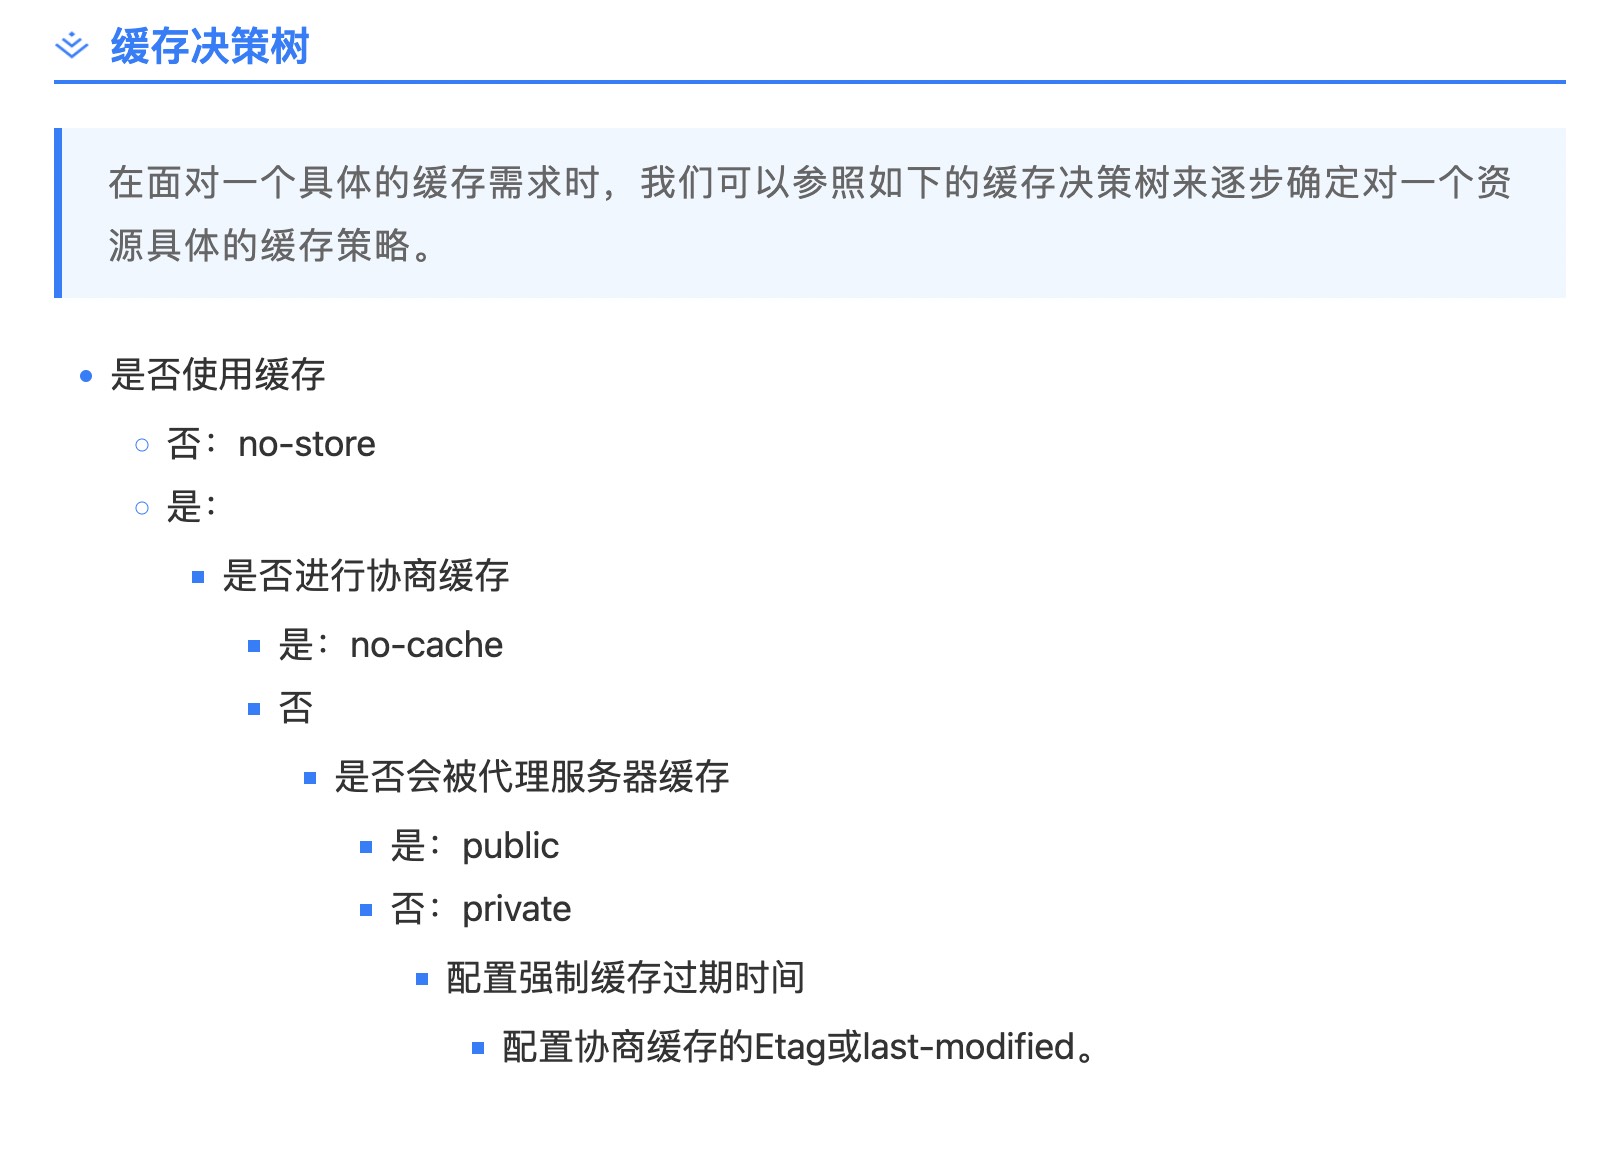 缓存决策树
在面对一个具体的缓存需求时，我们可以参照如下的缓存决策树来逐步确定对一个资
源具体的缓存策略。
是否使用缓存
否：no-store
是：
是否进行协商缓存
是：no-cache
否
是否会被代理服务器缓存
是：public
否：private
配置强制缓存过期时间
配置协商缓存的Etag或last-modified。